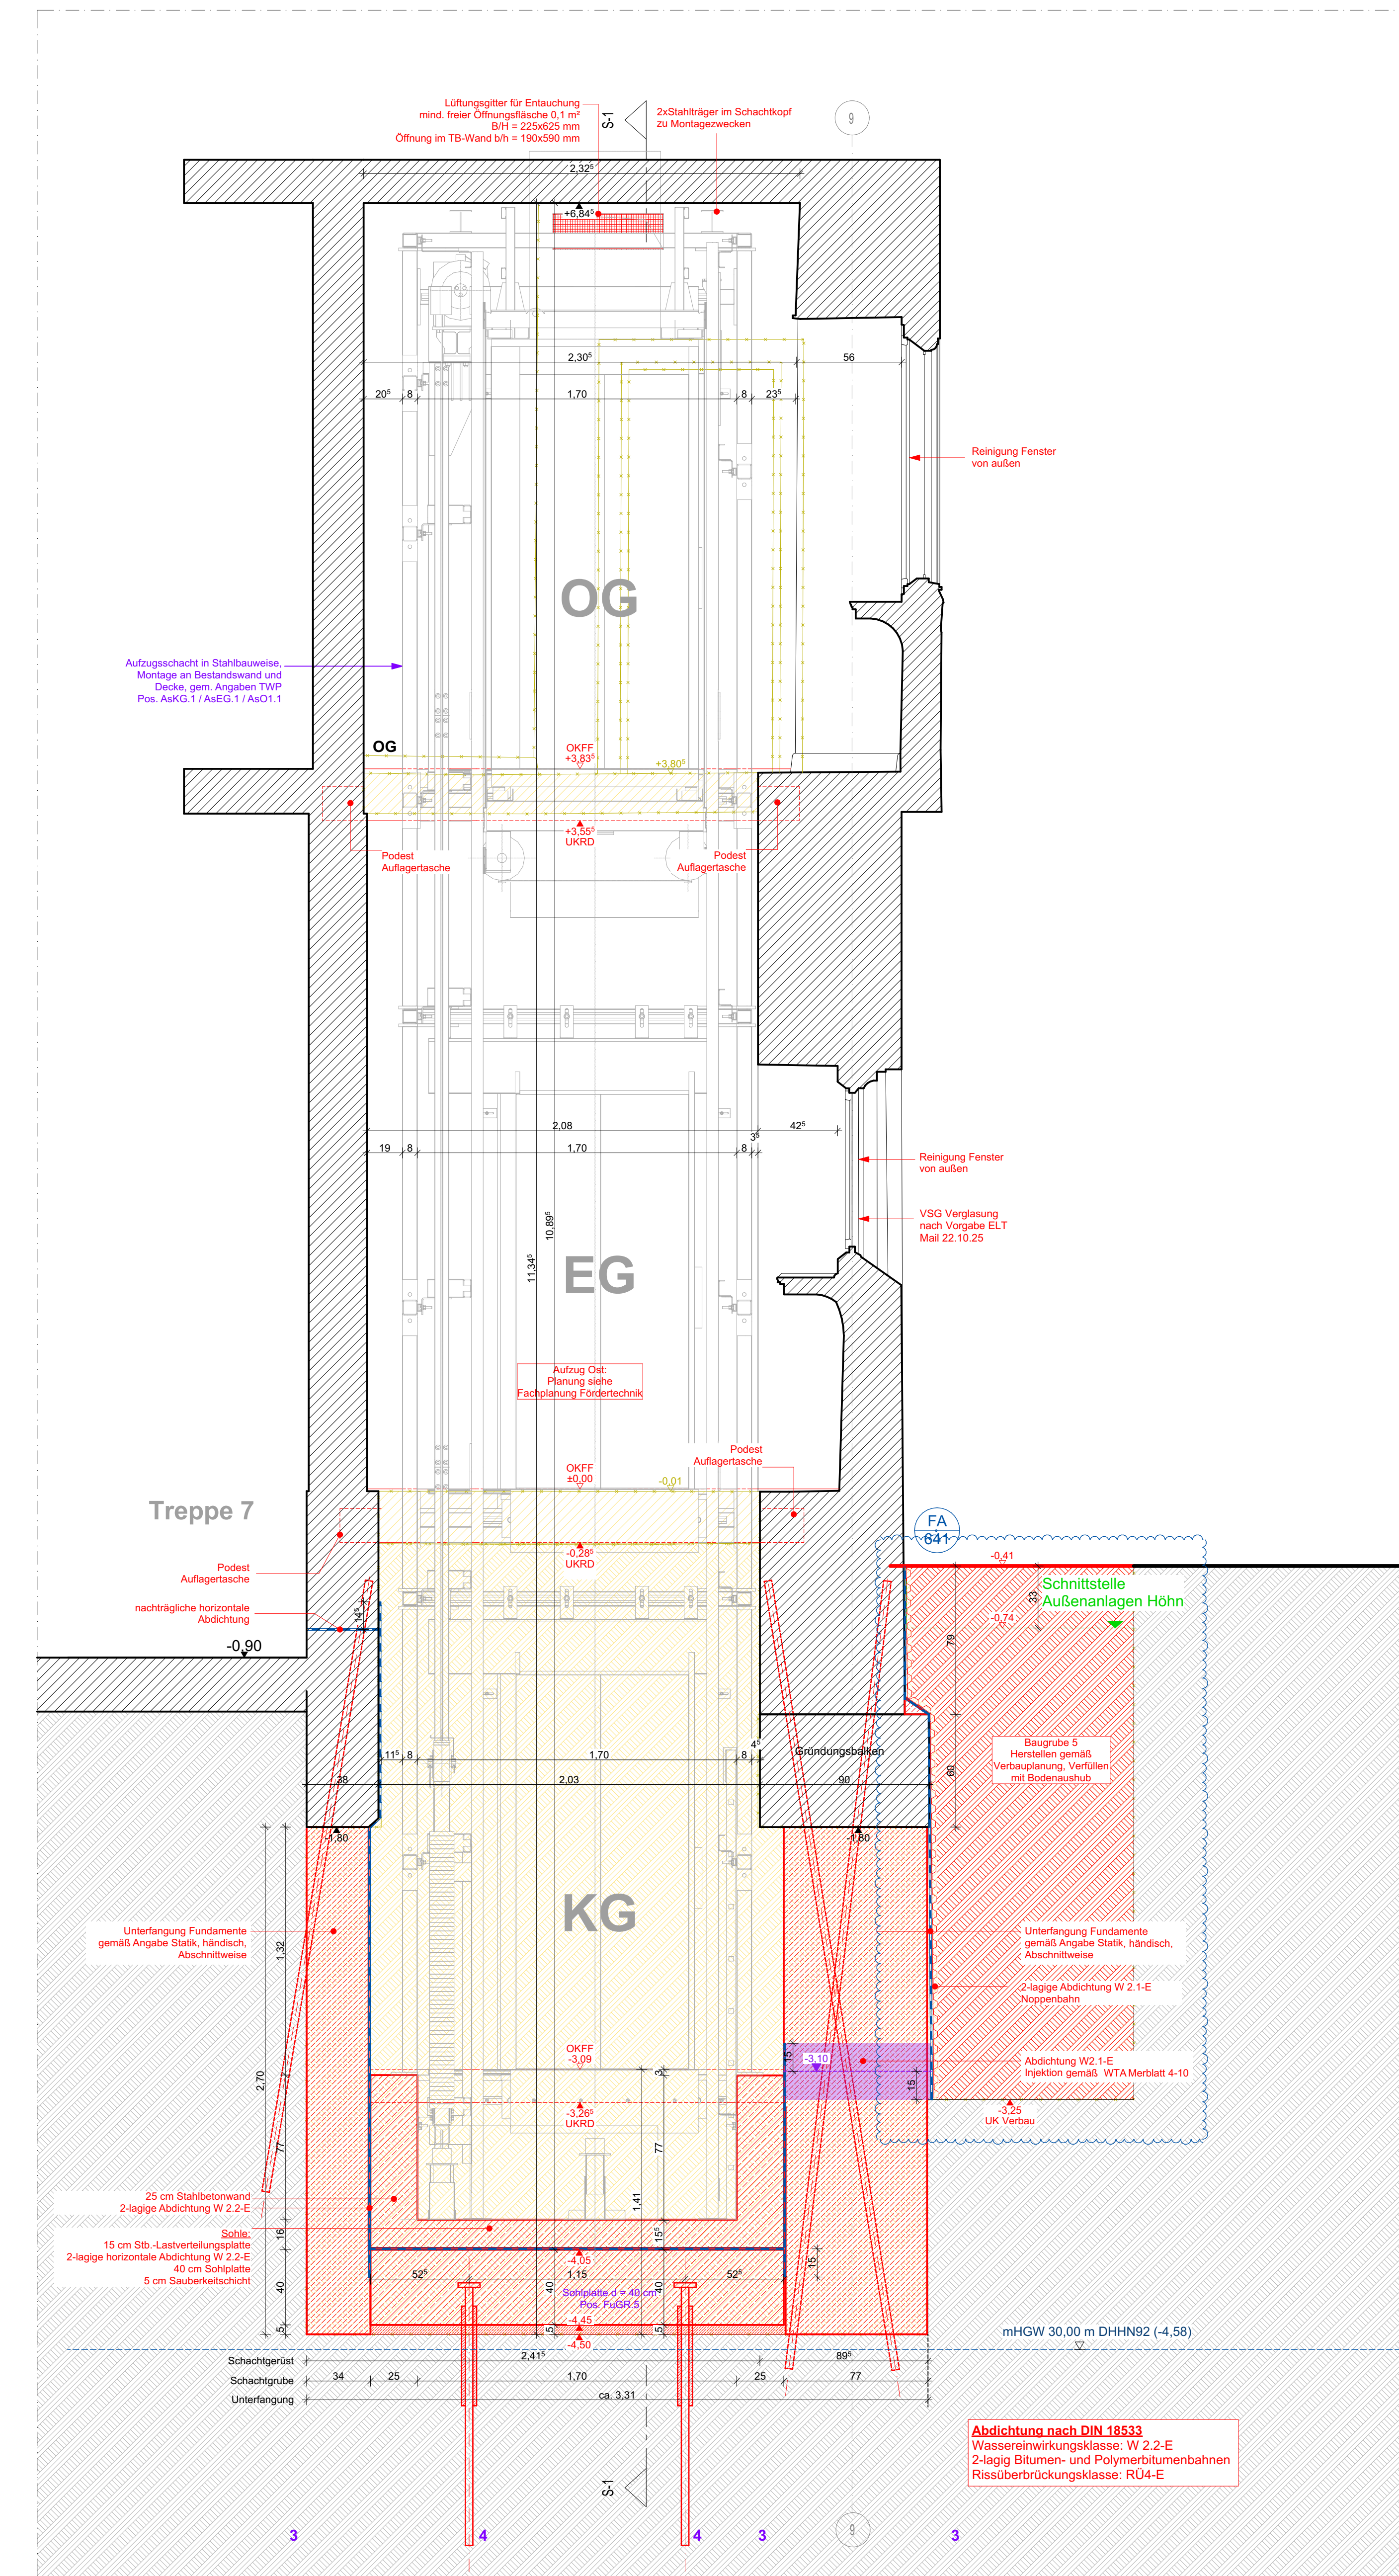 Lüftungsgitter für Entauchung
mind. freier Öffnungsfläsche 0,1 m²
B/H = 225x625 mm
Öffnung im TB-Wand b/h = 190x590 mm
S-1
2xStahlträger im Schachtkopf
zu Montagezwecken
9
2,32⁵
+6,84⁵
2,30⁵
56
20⁵
8
1,70
8
23⁵
Reinigung Fenster
von außen
OG
Aufzugsschacht in Stahlbauweise,
Montage an Bestandswand und
Decke, gem. Angaben TWP
Pos. AsKG.1 / AsEG.1 / AsO1.1
OG
OKFF
+3,83⁵
+3,80⁵
+3,55⁵
UKRD
Podest
Auflagertasche
Podest
Auflagertasche
2,08
42⁵
3⁵
19
8
1,70
8
Reinigung Fenster
von außen
VSG Verglasung
nach Vorgabe ELT
Mail 22.10.25
10,89⁵
11,34⁵
EG
Aufzug Ost:
Planung siehe
Fachplanung Fördertechnik
Podest
Auflagertasche
OKFF
±0,00
-0,01
Treppe 7
FA
641
-0,28⁵
UKRD
-0,41
Podest
Auflagertasche
Schnittstelle
Außenanlagen Höhn
33
nachträgliche horizontale
Abdichtung
14⁵
-0,74
79
-0,90
Baugrube 5
Herstellen gemäß
Verbauplanung, Verfüllen
mit Bodenaushub
Gründungsbalken
11⁵
8
1,70
8
4⁵
38
2,03
90
60
-1,80
-1,80
KG
Unterfangung Fundamente
gemäß Angabe Statik, händisch,
Abschnittweise
1,32
Unterfangung Fundamente
gemäß Angabe Statik, händisch,
Abschnittweise
2-lagige Abdichtung W 2.1-E
Noppenbahn
2,70
OKFF
-3,09
15
-3,10
15
3
Abdichtung W2.1-E
Injektion gemäß WTA Merblatt 4-10
-3,26⁵
UKRD
-3,25
UK Verbau
77
77
1,41
25 cm Stahlbetonwand
2-lagige Abdichtung W 2.2-E
Sohle:
15 cm Stb.-Lastverteilungsplatte
2-lagige horizontale Abdichtung W 2.2-E
40 cm Sohlplatte
5 cm Sauberkeitschicht
16
15⁵
-4,05
15
52⁵
1,15
52⁵
40
40
40
Sohlplatte d = 40 cm
Pos. FuGR.5
-4,45
5
5
5
-4,50
mHGW 30,00 m DHHN92 (-4,58)
Schachtgerüst
2,41⁵
89⁵
Schachtgrube
34
25
1,70
25
77
Unterfangung
ca. 3,31
Abdichtung nach DIN 18533
Wassereinwirkungsklasse: W 2.2-E
2-lagig Bitumen- und Polymerbitumenbahnen
Rissüberbrückungsklasse: RÜ4-E
S-1
9
3
4
4
3
3